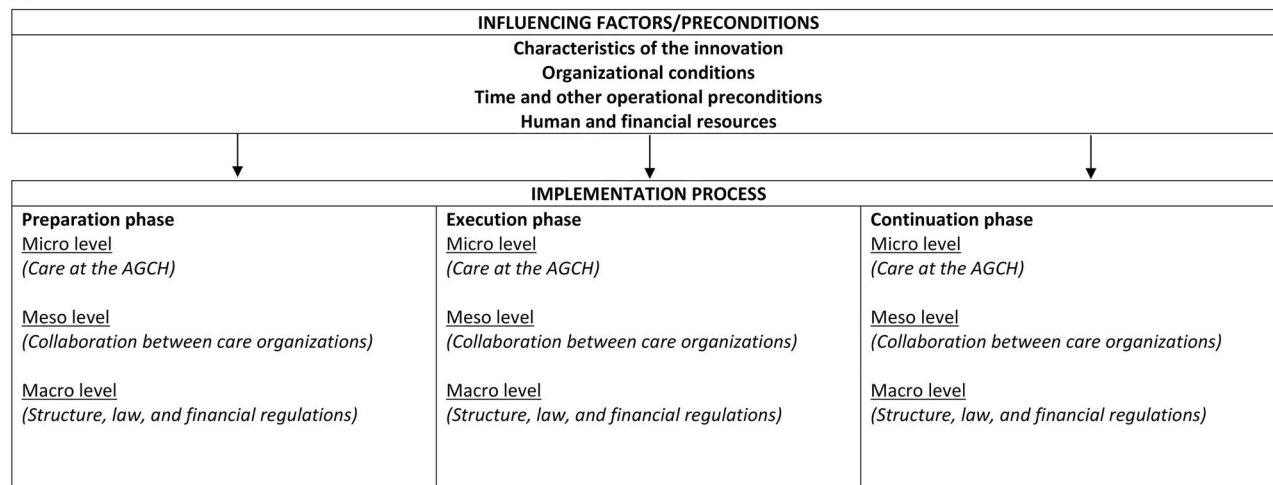 INFLUENCING FACTORS/PRECONDITIONS
Characteristics of the innovation
Organizational conditions
Time and other operational preconditions
Human and financial resources
IMPLEMENTATION PROCESS
Preparation phase
Micro level
(Care at the AGCH)
Meso level
(Collaboration between care organizations)
Macro level
(Structure, law, and financial regulations)
Execution phase
Micro level
(Care at the AGCH)
Meso level
(Collaboration between care organizations)
Macro level
(Structure, law, and financial regulations)
Continuation phase
Micro level
(Care at the AGCH)
Meso level
(Collaboration between care organizations)
Macro level
(Structure, law, and financial regulations)